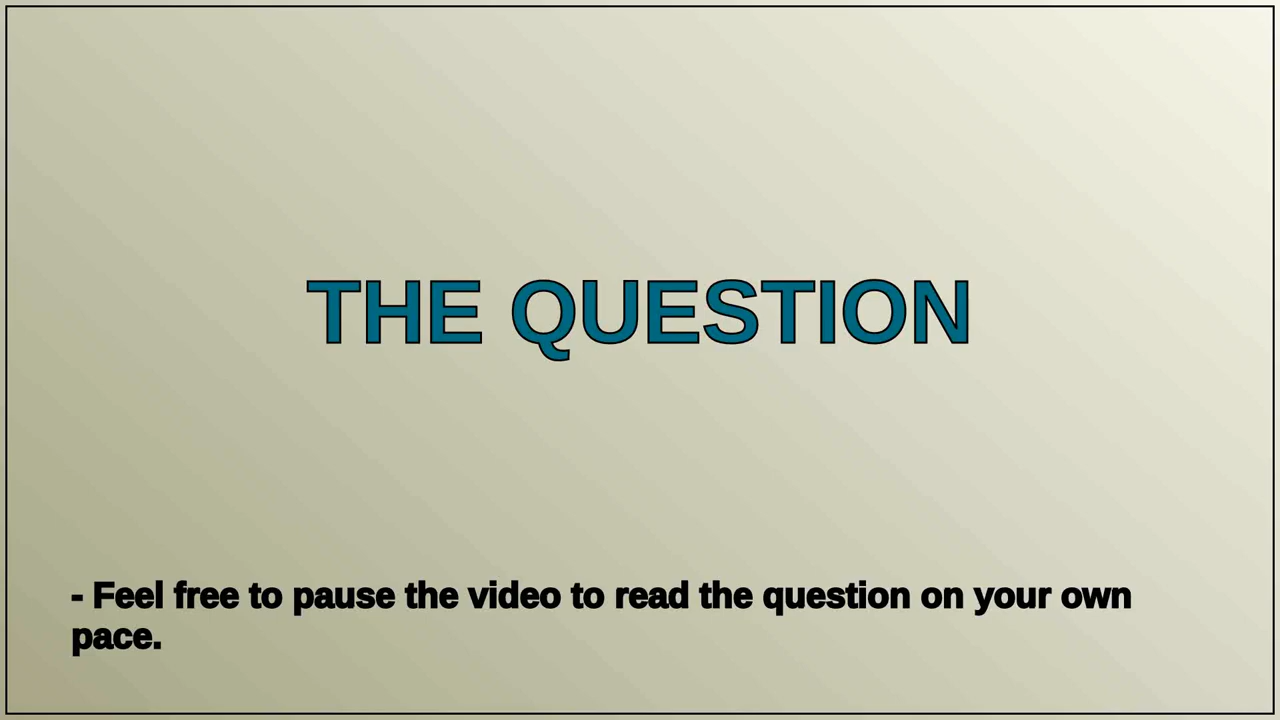 THE QUESTION
- Feel free to pause the video to read the question on your own
pace.